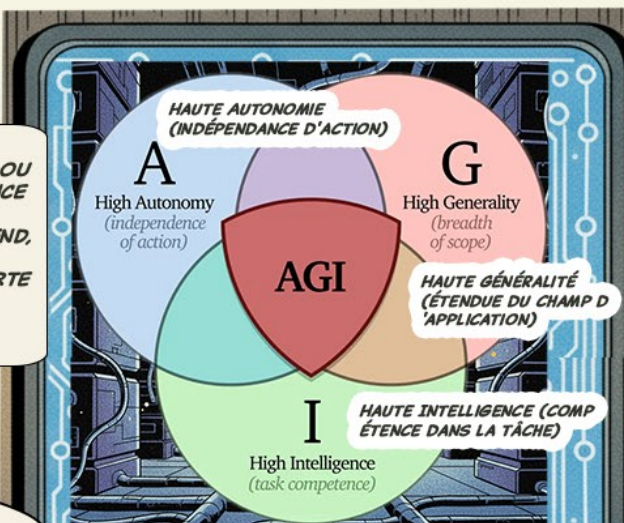 OU
NCE
ND,
RTE
HAUTE AUTONOMIE
(INDÉPENDANCE D'ACTION)
A
High Autonomy
(independence
of action)
G
High Generality
(breadth
of scope)
AGI
HAUTE GÉNÉRALITÉ
(ÉTENDUE DU CHAMP D
'APPLICATION)
HAUTE INTELLIGENCE (COMP
ÉTENCE DANS LA TÂCHE)
I
High Intelligence
(task competence)